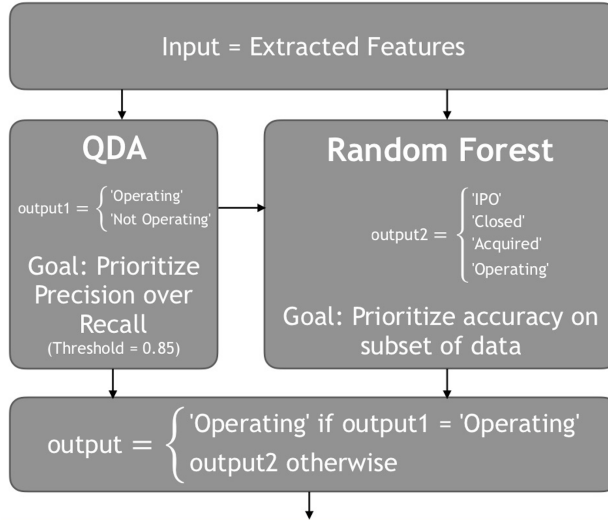 Input = Extracted Features
QDA
output1 = { 'Operating'
'Not Operating'
Goal: Prioritize
Precision over
Recall
(Threshold = 0.85)
Random Forest
output2 = { 'IPO'
'Closed'
'Acquired'
'Operating'
Goal: Prioritize accuracy on
subset of data
output = { 'Operating' if output1 = 'Operating'
output2 otherwise